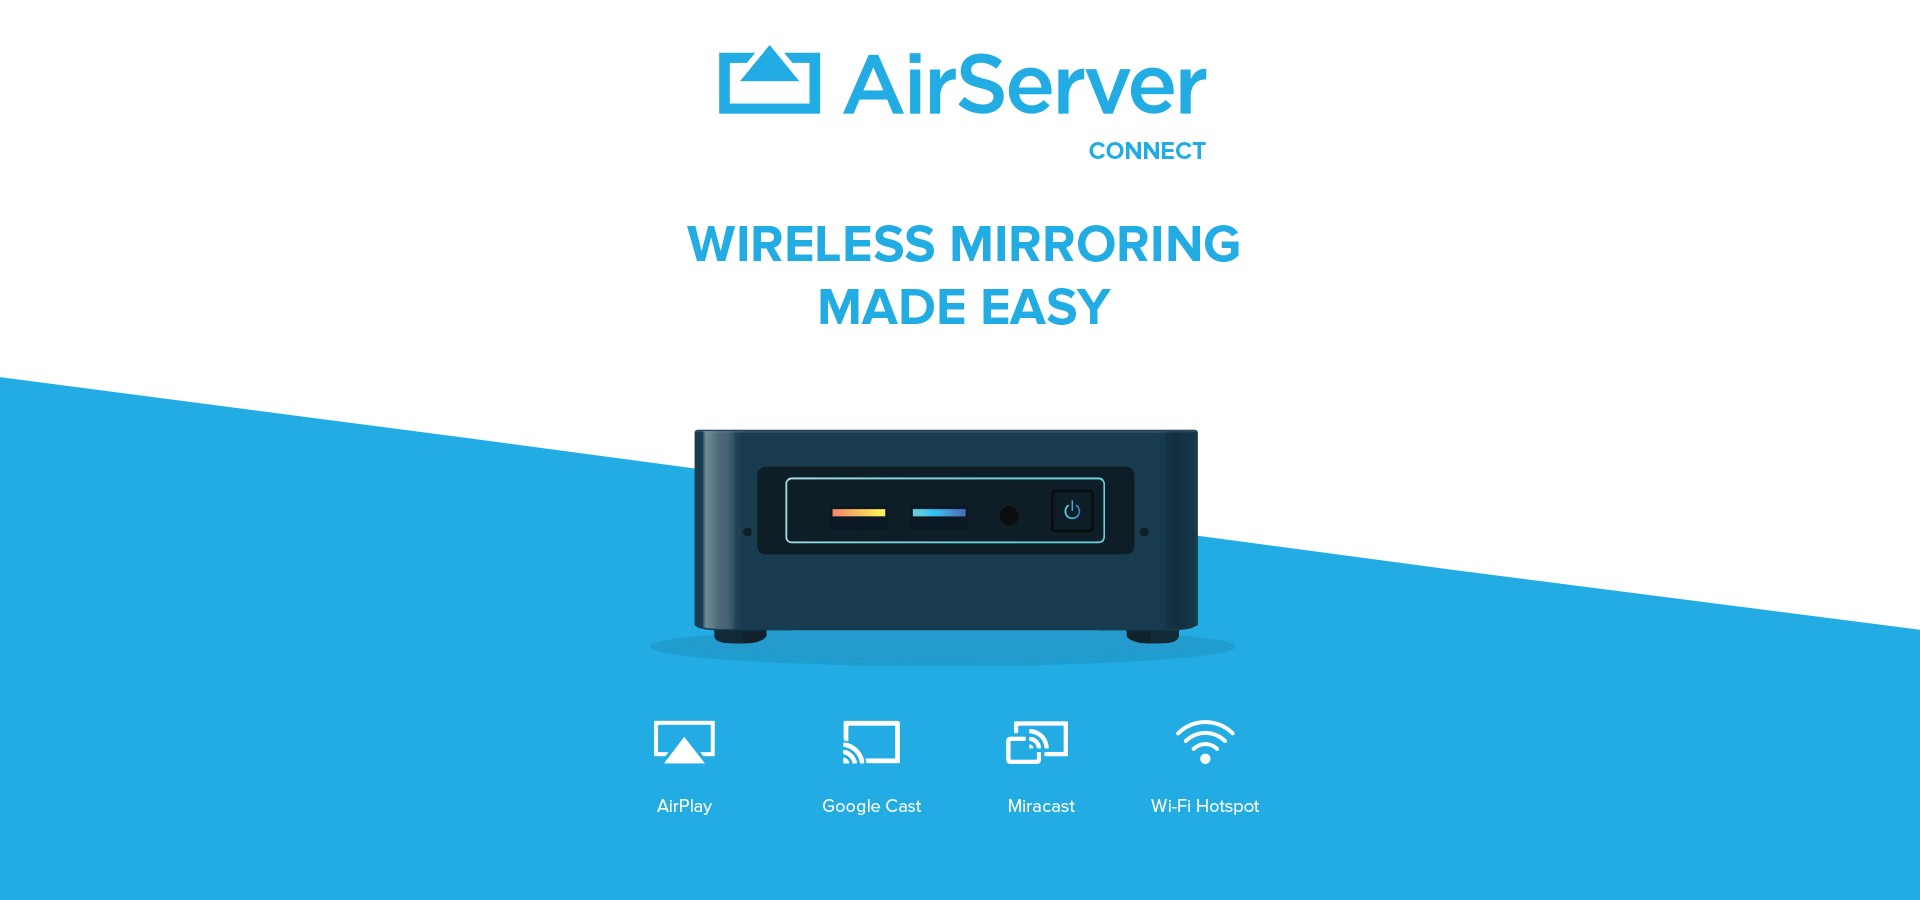 AirServer
CONNECT
WIRELESS MIRRORING
MADE EASY
AirPlay
Google Cast
Miracast
Wi-Fi Hotspot